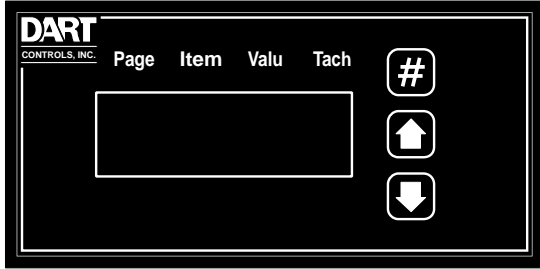 DART
CONTROLS, INC.
Page Item Valu Tach
#